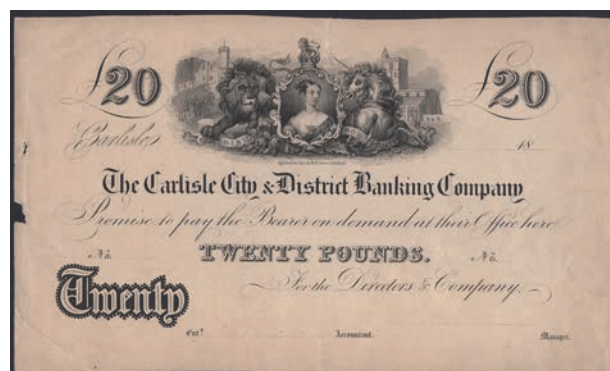 £20 £20
Carlisle 18
The Carlisle City & District Banking Company
Promise to pay the Bearer on demand at their Office here
No. TWENTY POUNDS. No.
For the Directors & Company.
Twenty
Entd. Accountant. Manager.